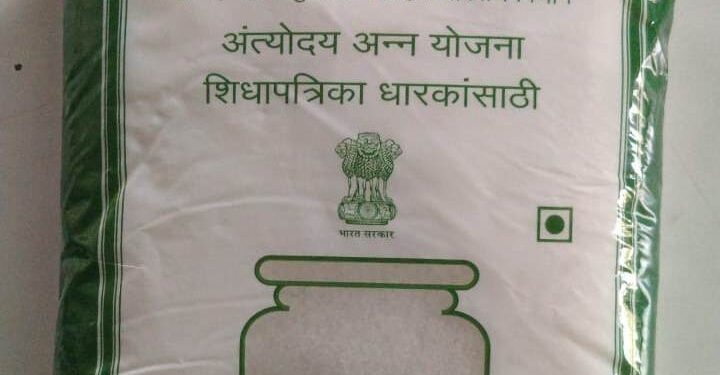 अंत्योदय अन्न योजना
शिधापत्रिका धारकांसाठी
भारत सरकार